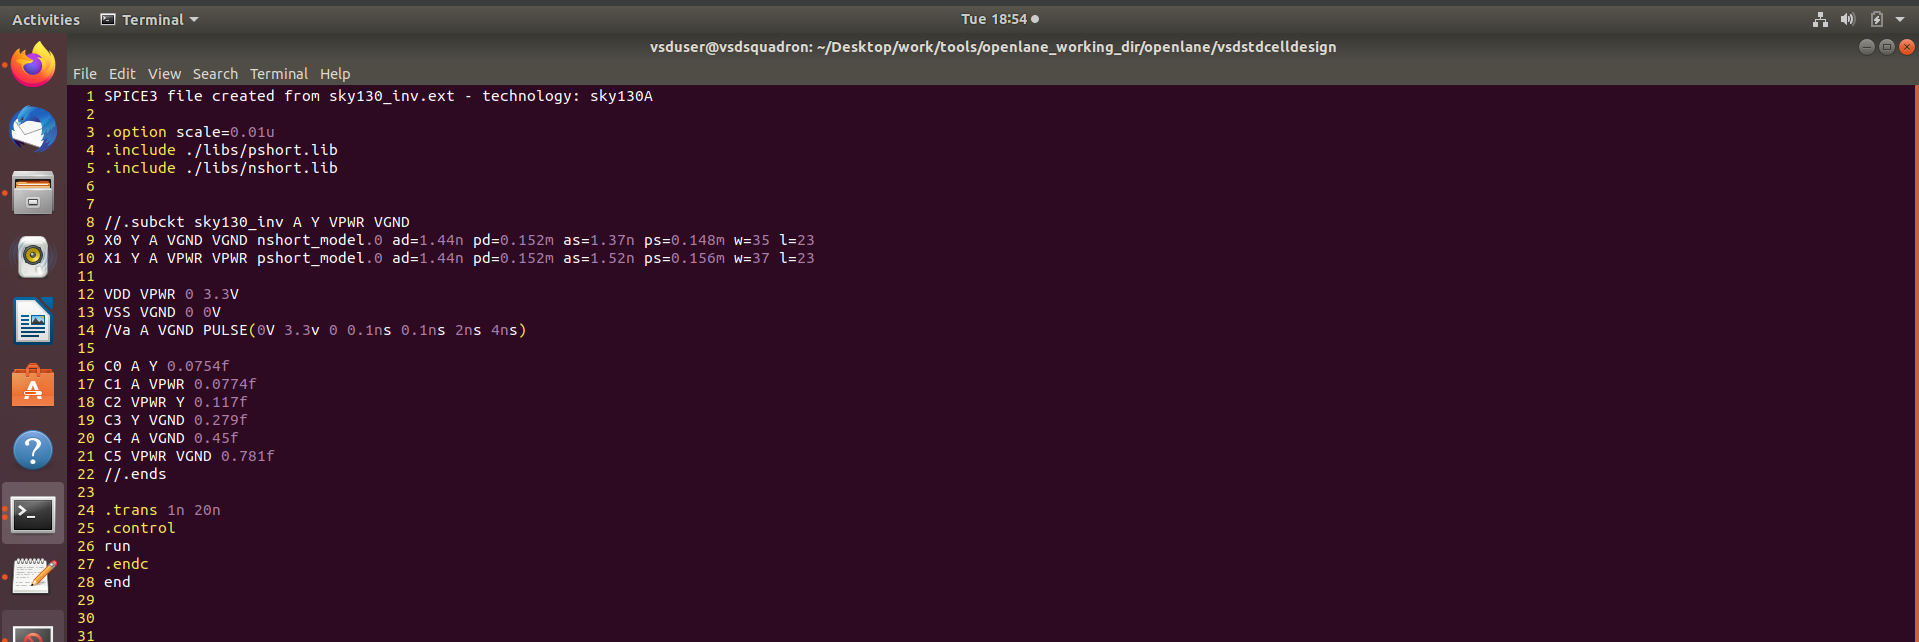 Activities Terminal Tue 18:54
vsduser@vsdsquadron: ~/Desktop/work/tools/openlane_working_dir/openlane/vsdstdcelldesign
File Edit View Search Terminal Help
1 SPICE3 file created from sky130_inv.ext - technology: sky130A
2
3 .option scale=0.01u
4 .include ./libs/pshort.lib
5 .include ./libs/nshort.lib
6
7
8 //.subckt sky130_inv A Y VPWR VGND
9 X0 Y A VGND VGND nshort_model.0 ad=1.44n pd=0.152m as=1.37n ps=0.148m w=35 l=23
10 X1 Y A VPWR VPWR pshort_model.0 ad=1.44n pd=0.152m as=1.52n ps=0.156m w=37 l=23
11
12 VDD VPWR 0 3.3V
13 VSS VGND 0 0V
14 /Va A VGND PULSE(0V 3.3v 0 0.1ns 0.1ns 2ns 4ns)
15
16 C0 A Y 0.0754f
17 C1 A VPWR 0.0774f
18 C2 VPWR Y 0.117f
19 C3 Y VGND 0.279f
20 C4 A VGND 0.45f
21 C5 VPWR VGND 0.781f
22 //.ends
23
24 .trans 1n 20n
25 .control
26 run
27 .endc
28 end
29
30
31